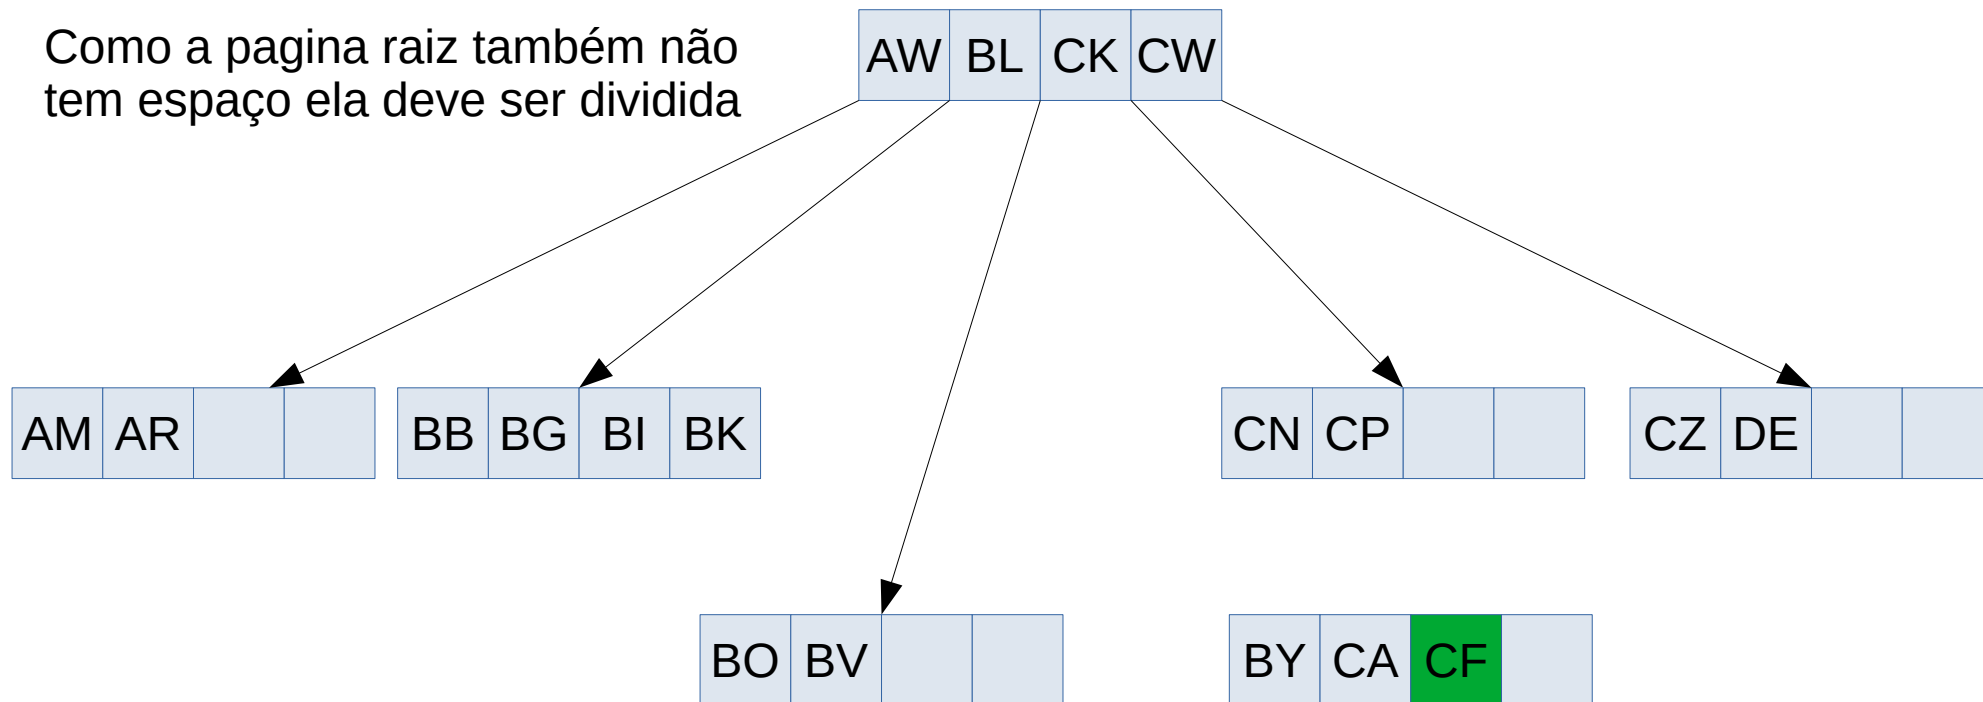 Como a pagina raiz também não
tem espaço ela deve ser dividida
AW BL CK CW
AM AR
BB BG BI BK
CN CP
CZ DE
BO BV
BY CA CF